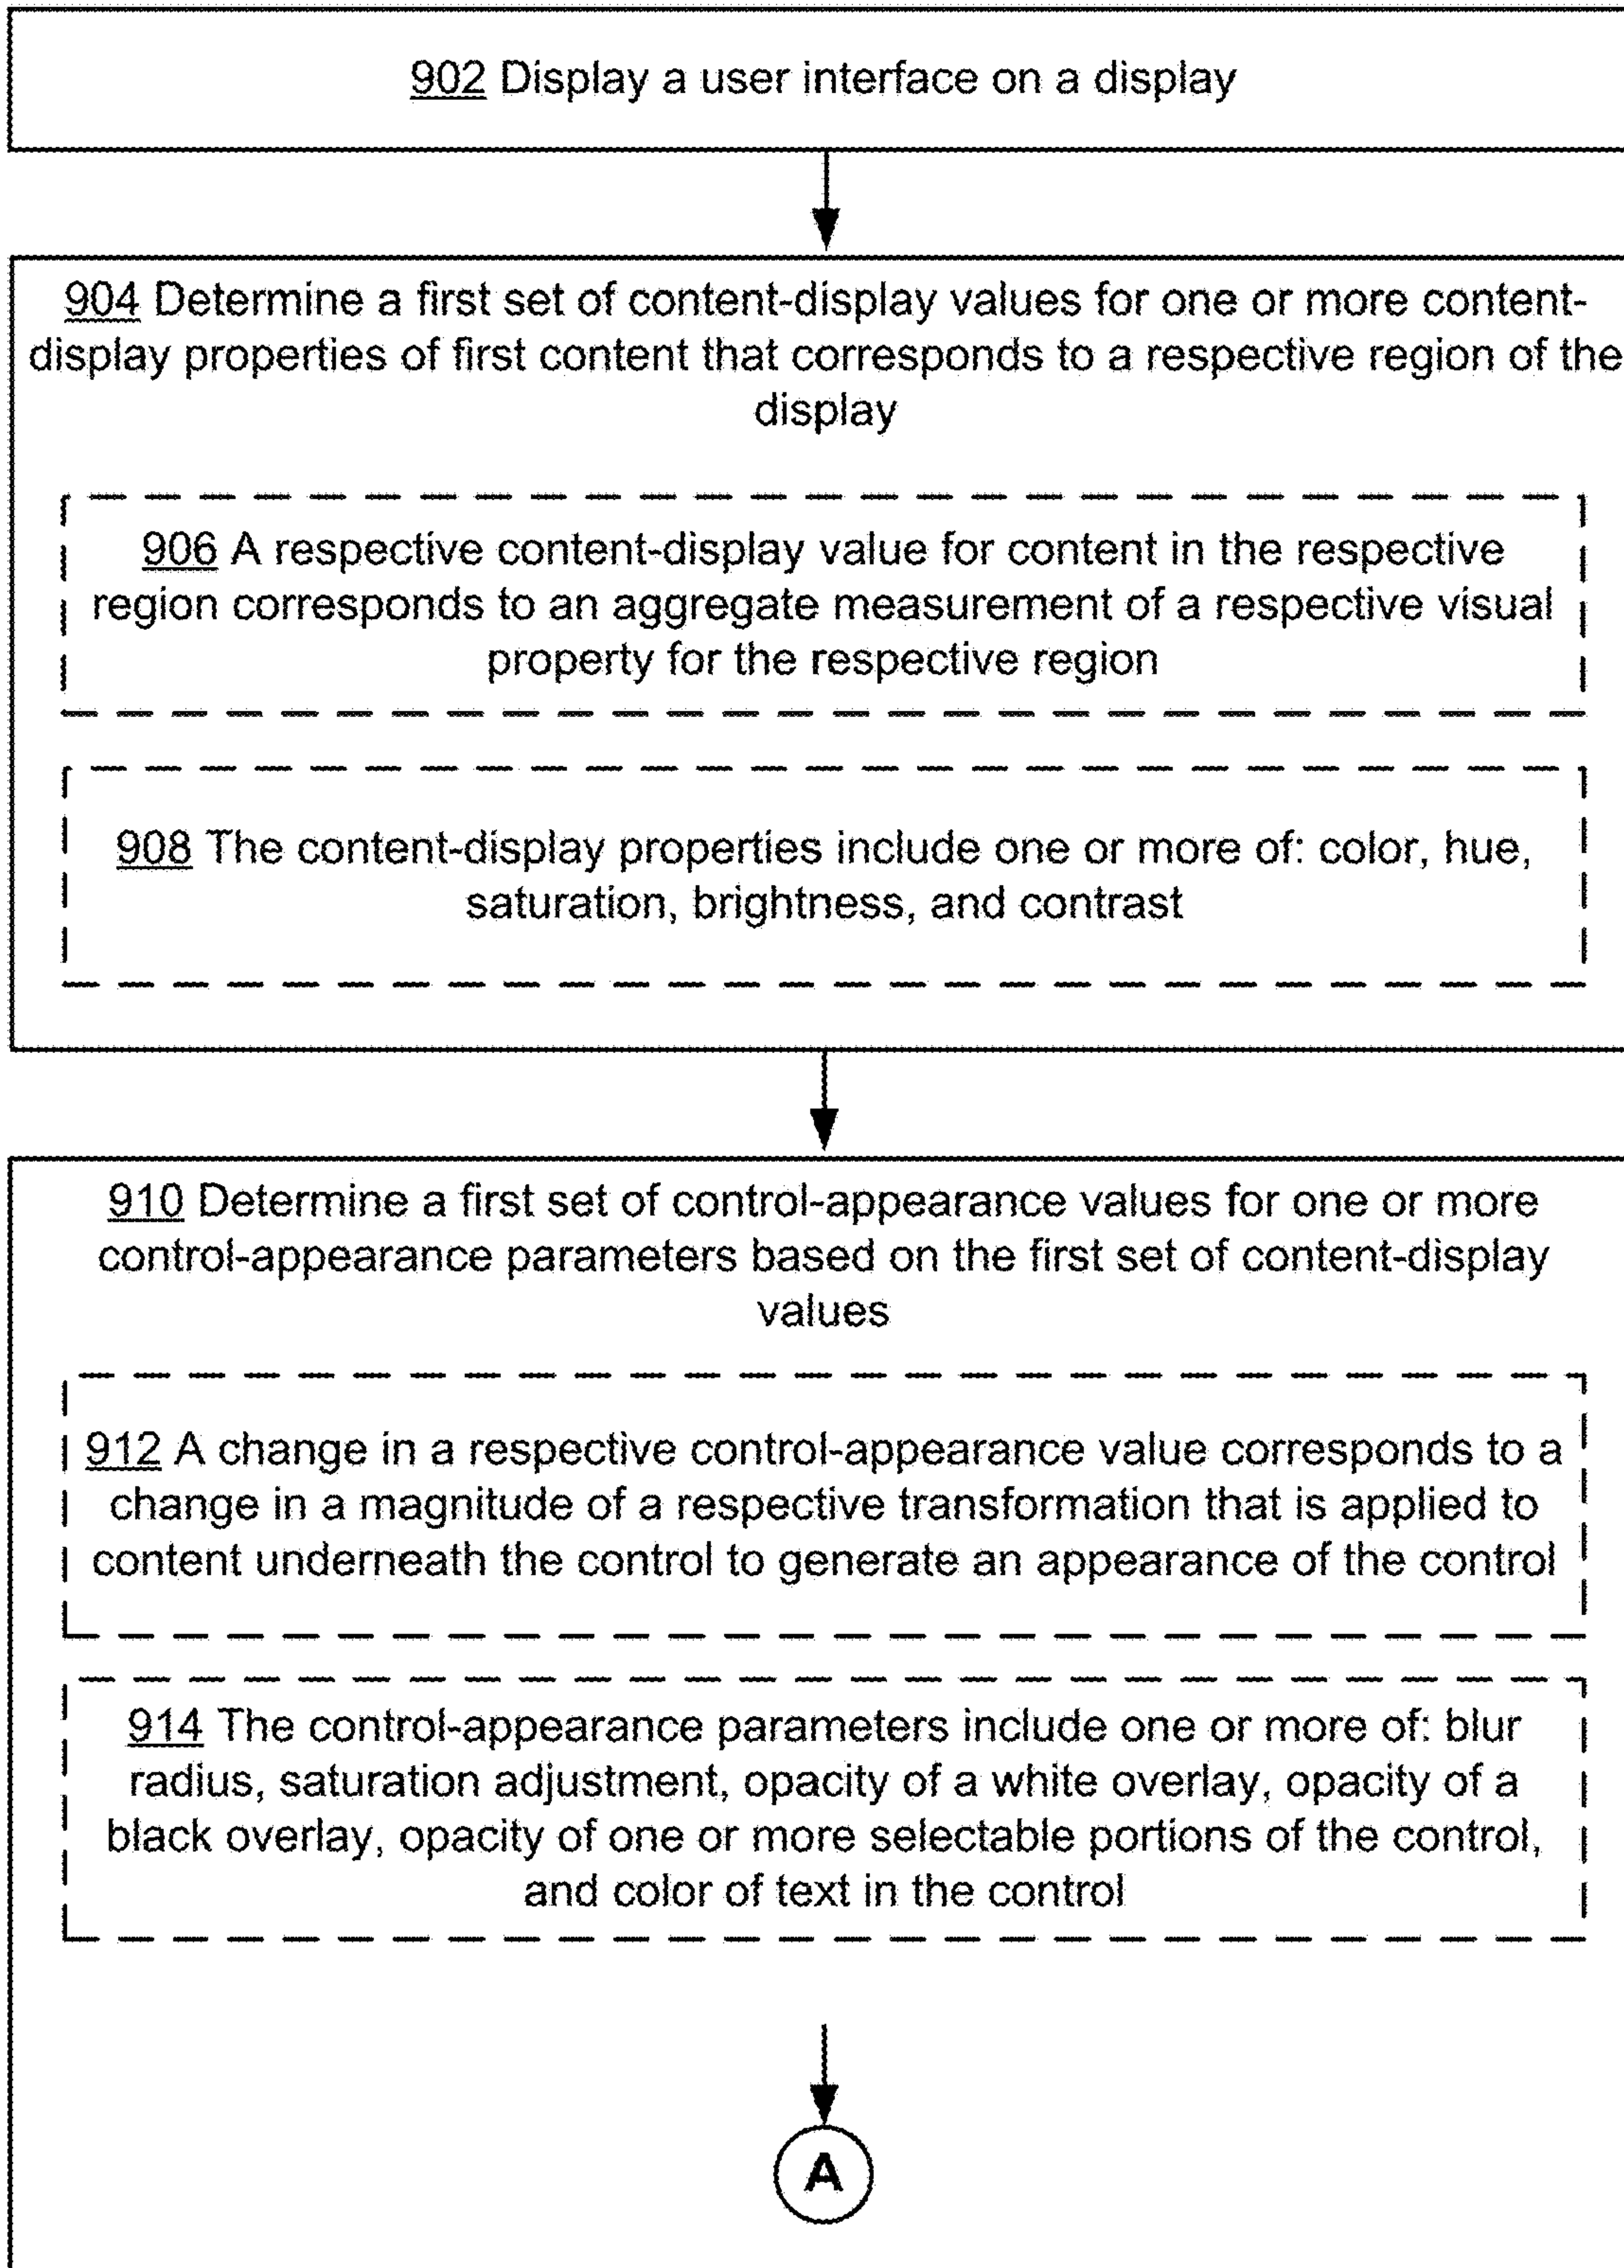 902 Display a user interface on a display
904 Determine a first set of content-display values for one or more content-
display properties of first content that corresponds to a respective region of the
display
906 A respective content-display value for content in the respective
region corresponds to an aggregate measurement of a respective visual
property for the respective region
908 The content-display properties include one or more of: color, hue,
saturation, brightness, and contrast
910 Determine a first set of control-appearance values for one or more
control-appearance parameters based on the first set of content-display
values
912 A change in a respective control-appearance value corresponds to a
change in a magnitude of a respective transformation that is applied to
content underneath the control to generate an appearance of the control
914 The control-appearance parameters include one or more of: blur
radius, saturation adjustment, opacity of a white overlay, opacity of a
black overlay, opacity of one or more selectable portions of the control,
and color of text in the control
A